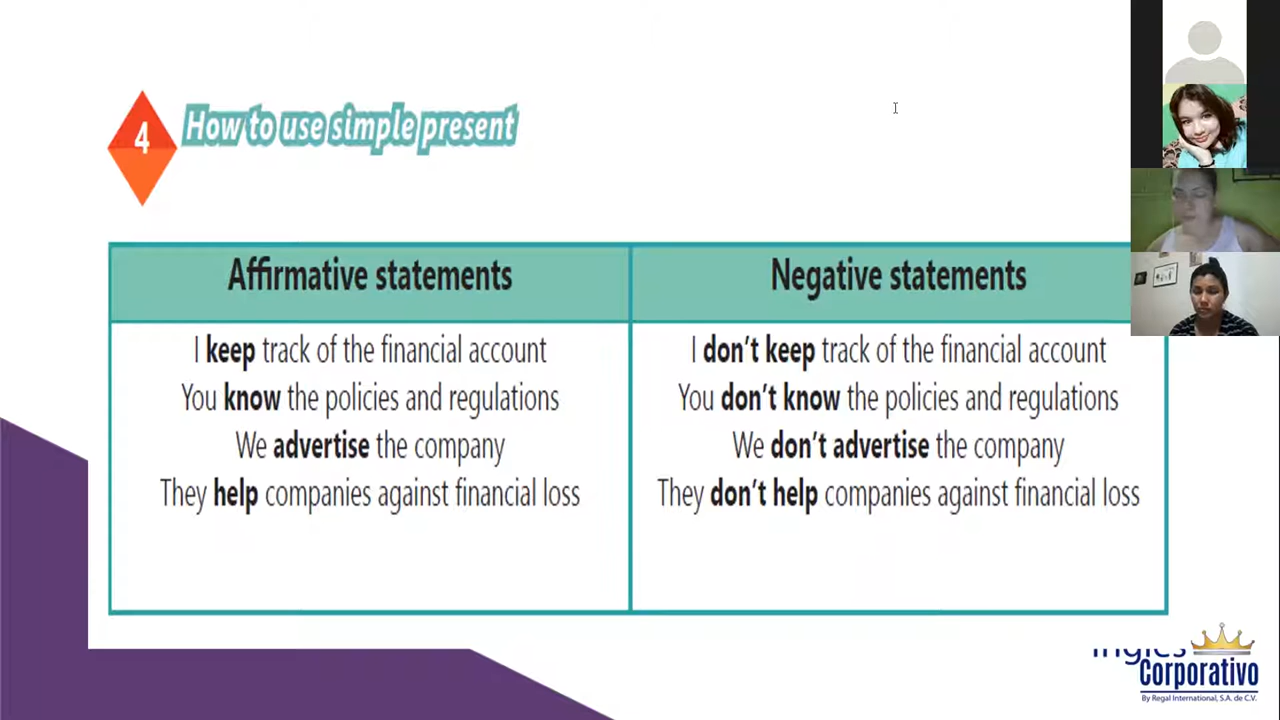 4
How to use simple present
Affirmative statements
Negative statements
I keep track of the financial account
You know the policies and regulations
We advertise the company
They help companies against financial loss
I don't keep track of the financial account
You don't know the policies and regulations
We don't advertise the company
They don't help companies against financial loss
Inglés
Corporativo
By Regal International, S.A. de C.V.